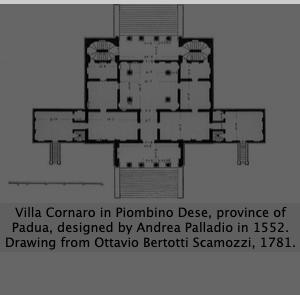 Villa Cornaro in Piombino Dese, province of
Padua, designed by Andrea Palladio in 1552.
Drawing from Ottavio Bertotti Scamozzi, 1781.